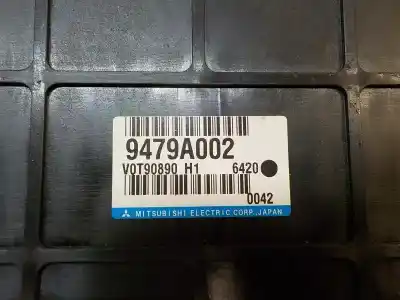 9479A002
V0T90890 H1 6420
0042
MITSUBISHI ELECTRIC CORP.,JAPAN